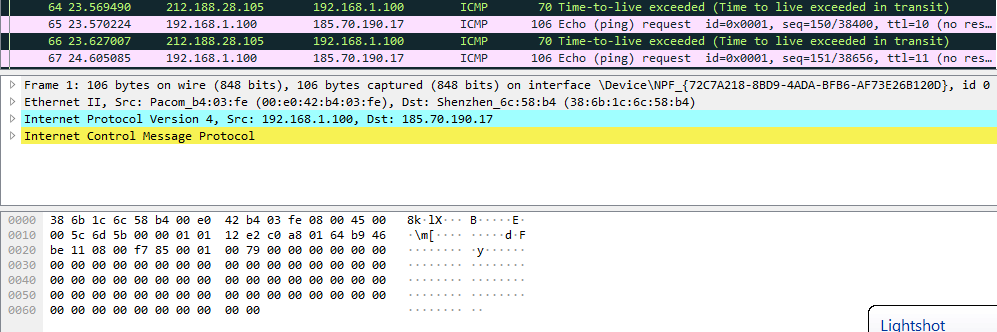 64 23.569490 212.188.28.105 192.168.1.100 ICMP 70 Time-to-live exceeded (Time to live exceeded in transit)
65 23.570224 192.168.1.100 185.70.190.17 ICMP 106 Echo (ping) request id=0x0001, seq=150/38400, ttl=10 (no res…
66 23.627007 212.188.28.105 192.168.1.100 ICMP 70 Time-to-live exceeded (Time to live exceeded in transit)
67 24.605085 192.168.1.100 185.70.190.17 ICMP 106 Echo (ping) request id=0x0001, seq=151/38656, ttl=11 (no res…
Frame 1: 106 bytes on wire (848 bits), 106 bytes captured (848 bits) on interface \Device\NPF_{72C7A218-8BD9-4ADA-BFB6-AF73E26B120D}, id 0
Ethernet II, Src: Pacom_b4:03:fe (00:e0:42:b4:03:fe), Dst: Shenzhen_6c:58:b4 (38:6b:1c:6c:58:b4)
Internet Protocol Version 4, Src: 192.168.1.100, Dst: 185.70.190.17
Internet Control Message Protocol
0000 38 6b 1c 6c 58 b4 00 e0 42 b4 03 fe 08 00 45 00 8k·lX··· B·····E·
0010 00 5c 6d 5b 00 00 01 01 12 e2 c0 a8 01 64 b9 46 ·\m[···· ·····d·F
0020 be 11 08 00 f7 85 00 01 00 79 00 00 00 00 00 00 ········ ·y······
0030 00 00 00 00 00 00 00 00 00 00 00 00 00 00 00 00 ········ ········
0040 00 00 00 00 00 00 00 00 00 00 00 00 00 00 00 00 ········ ········
0050 00 00 00 00 00 00 00 00 00 00 00 00 00 00 00 00 ········ ········
0060 00 00 00 00 00 00 00 00 00 00 ········ ··
Lightshot